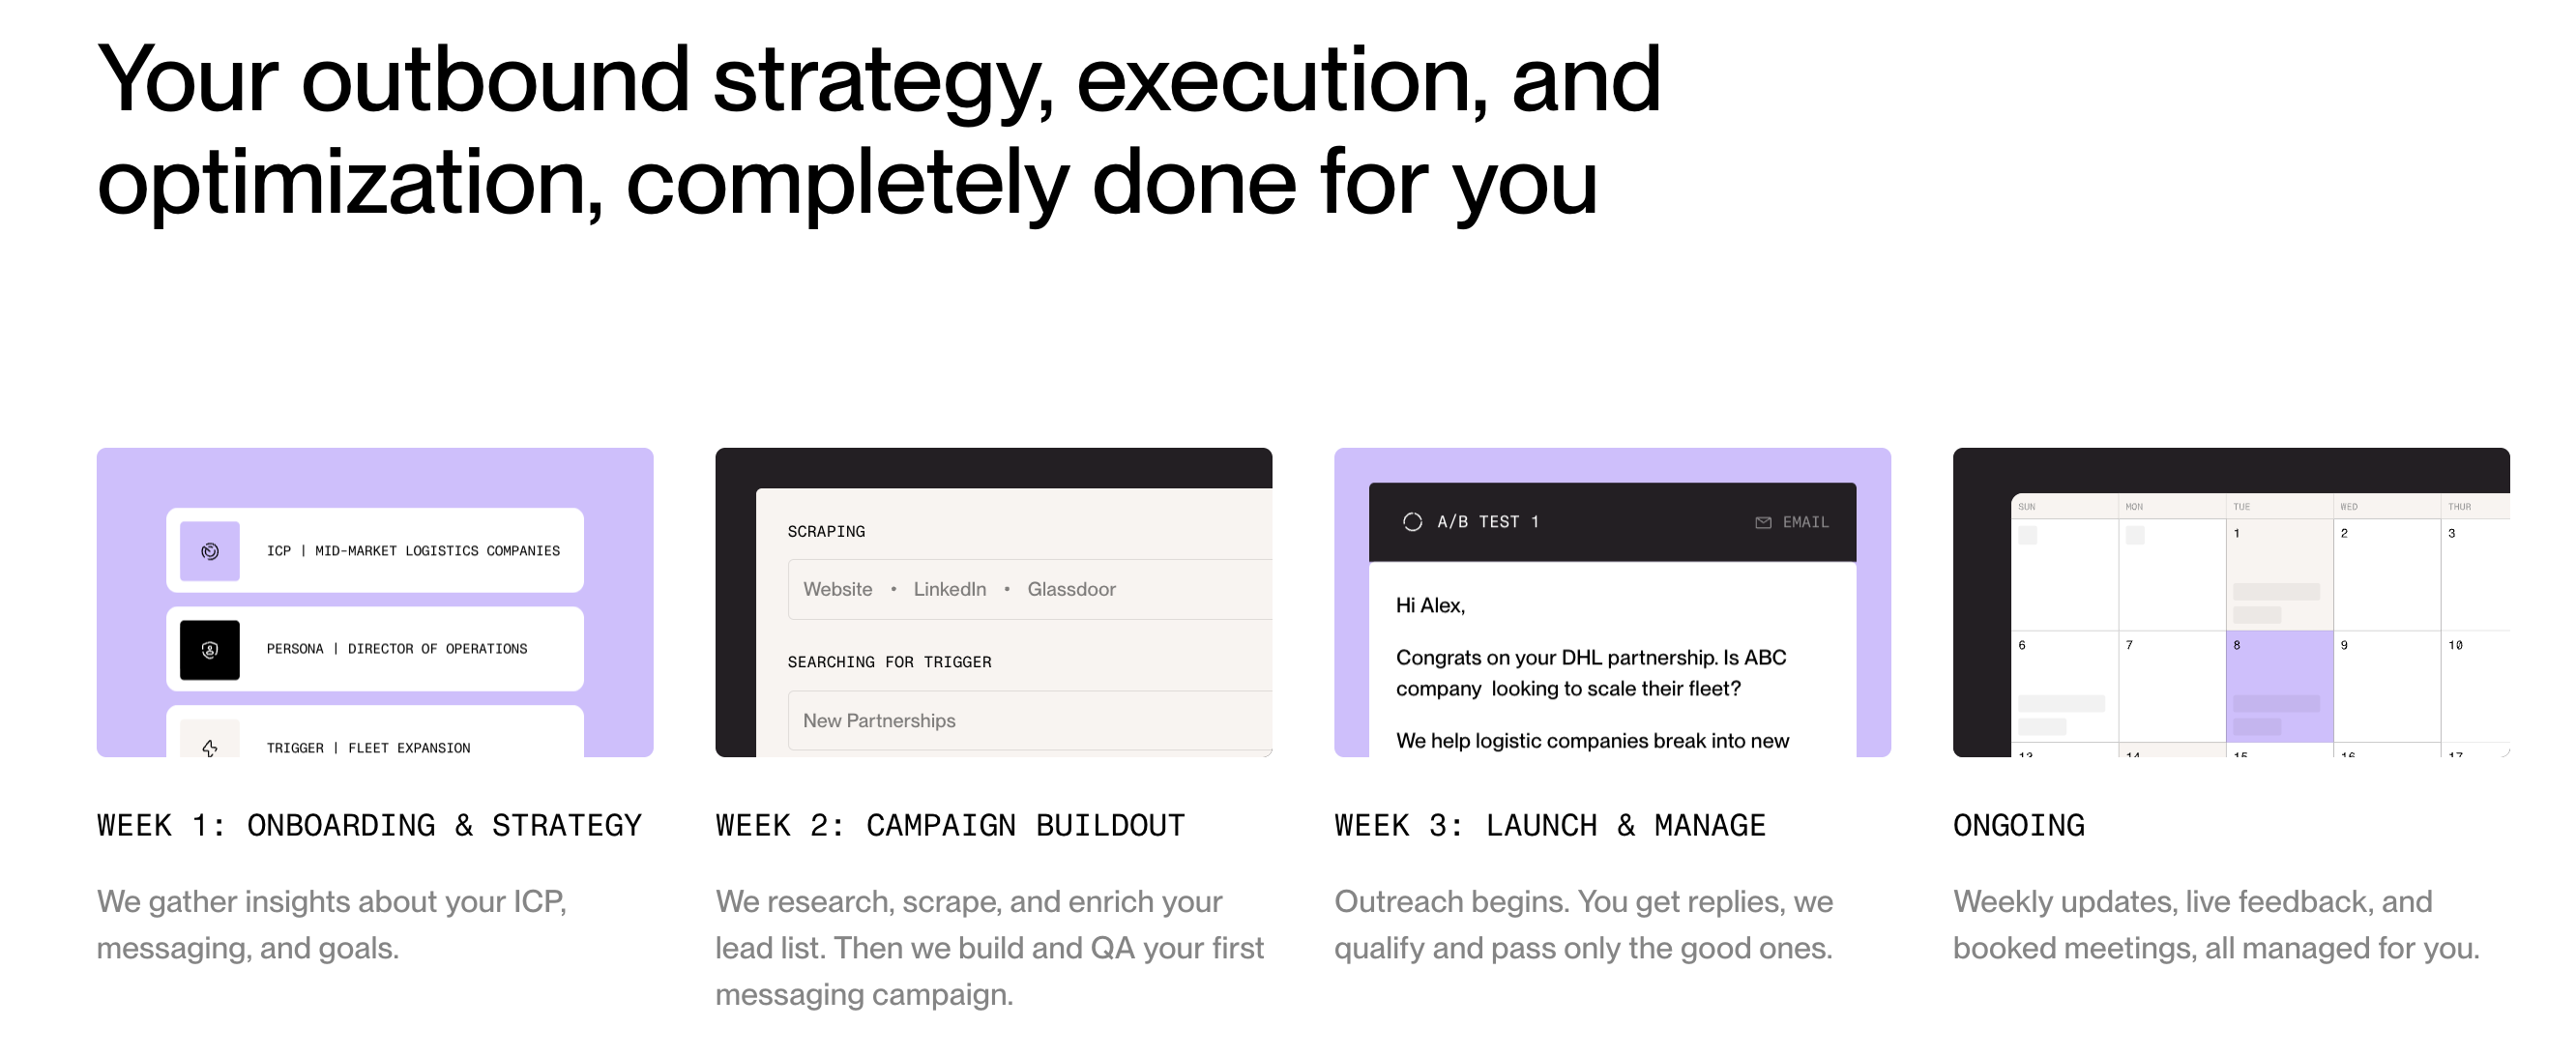 Your outbound strategy, execution, and
optimization, completely done for you
ICP | MID-MARKET LOGISTICS COMPANIES
PERSONA | DIRECTOR OF OPERATIONS
TRIGGER | FLEET EXPANSION
WEEK 1: ONBOARDING & STRATEGY
We gather insights about your ICP,
messaging, and goals.
SCRAPING
Website • LinkedIn • Glassdoor
SEARCHING FOR TRIGGER
New Partnerships
WEEK 2: CAMPAIGN BUILDOUT
We research, scrape, and enrich your
lead list. Then we build and QA your first
messaging campaign.
A/B TEST 1 EMAIL
Hi Alex,
Congrats on your DHL partnership. Is ABC
company looking to scale their fleet?
We help logistic companies break into new
WEEK 3: LAUNCH & MANAGE
Outreach begins. You get replies, we
qualify and pass only the good ones.
SUN MON TUE WED THUR
1 2 3
6 7 8 9 10
13 14 15 16 17
ONGOING
Weekly updates, live feedback, and
booked meetings, all managed for you.